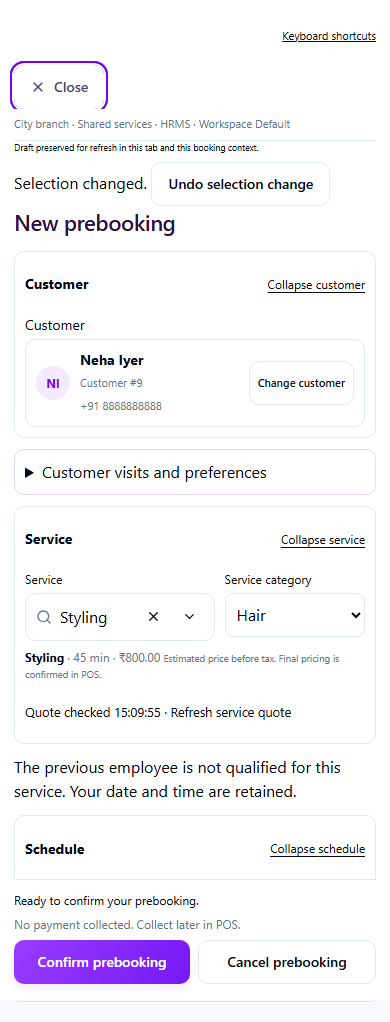 Keyboard shortcuts
Close
City branch · Shared services · HRMS · Workspace Default
Draft preserved for refresh in this tab and this booking context.
Selection changed. Undo selection change
New prebooking
Customer Collapse customer
Customer
NI
Neha Iyer
Customer #9
+91 8888888888
Change customer
Customer visits and preferences
Service Collapse service
Service Service category
Styling Hair
Styling · 45 min · ₹800.00 Estimated price before tax. Final pricing is
confirmed in POS.
Quote checked 15:09:55 · Refresh service quote
The previous employee is not qualified for this
service. Your date and time are retained.
Schedule Collapse schedule
Ready to confirm your prebooking.
No payment collected. Collect later in POS.
Confirm prebooking Cancel prebooking